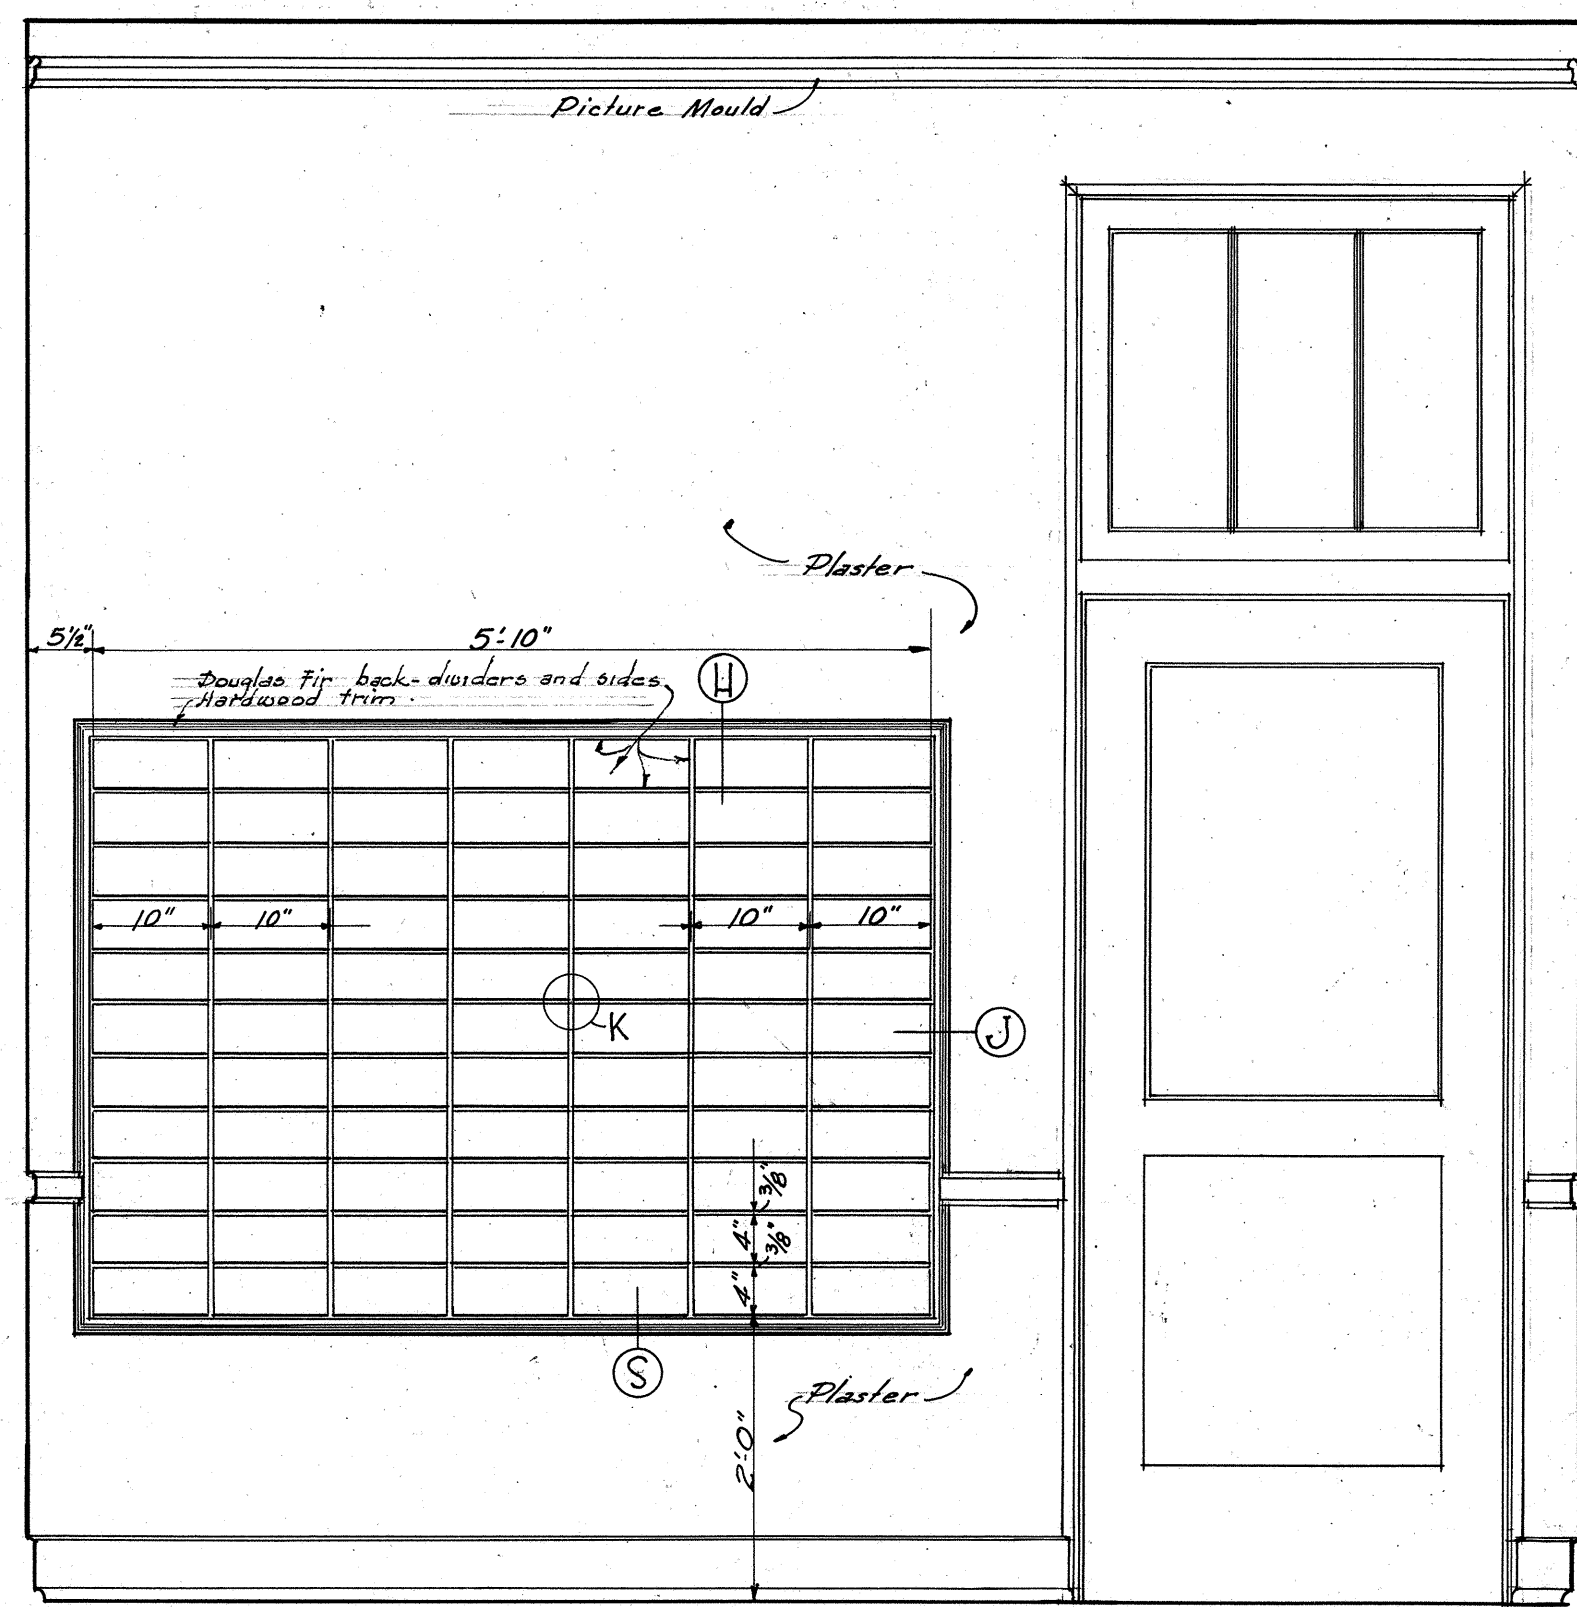 Picture Mould
Plaster
5½" 5'-10"
Douglas Fir back-dividers and sides
Hardwood trim.
H
10" 10" 10" 10"
K
J
3/8"
4"
3/8"
4"
S
Plaster
2'-0"